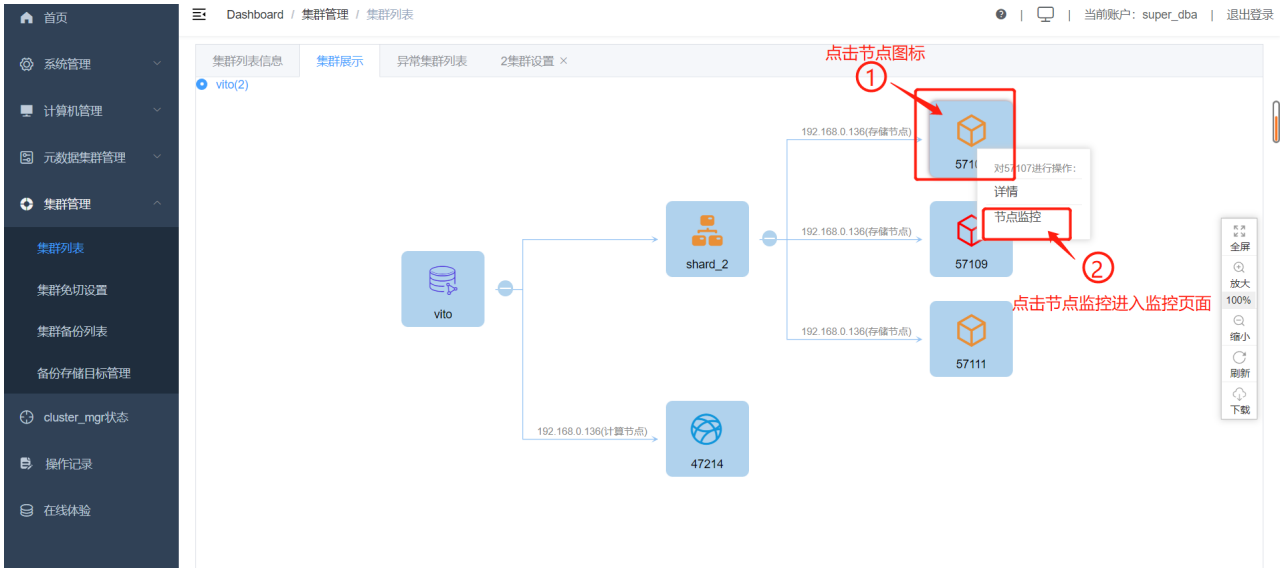 首页
系统管理
计算机管理
元数据集群管理
集群管理
集群列表
集群免切设置
集群备份列表
备份存储目标管理
cluster_mgr状态
操作记录
在线体验
Dashboard / 集群管理 / 集群列表
| 当前账户：super_dba | 退出登录
集群列表信息 集群展示 异常集群列表 2集群设置 ×
vito(2)
点击节点图标
1
192.168.0.136(存储节点)
对57107进行操作：
详情
节点监控
192.168.0.136(存储节点)
shard_2
57109
2
点击节点监控进入监控页面
vito
192.168.0.136(存储节点)
57111
192.168.0.136(计算节点)
47214
全屏
放大
100%
缩小
刷新
下载